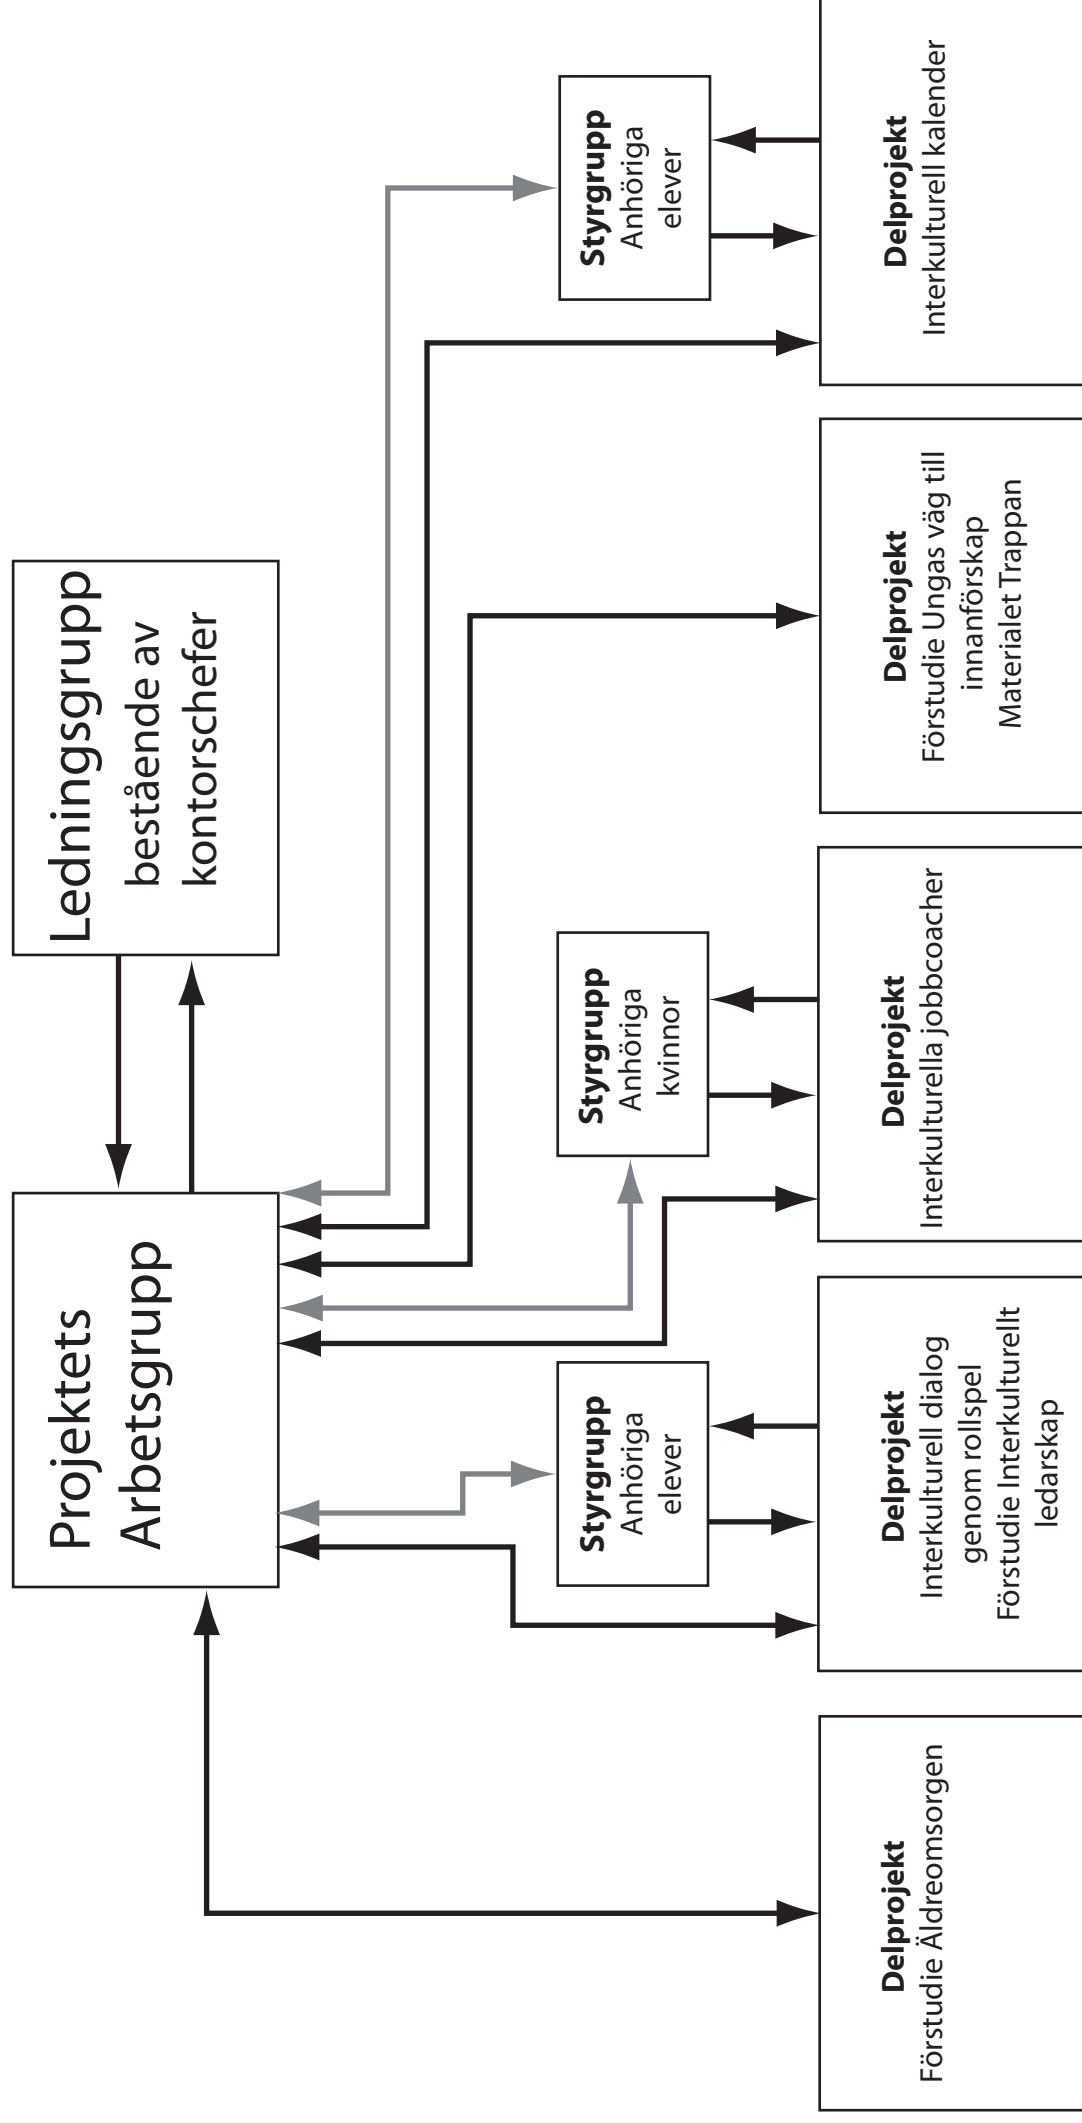 Projektets
Arbetsgrupp
Ledningsgrupp
bestående av
kontorschefer
Styrgrupp
Anhöriga
elever
Styrgrupp
Anhöriga
kvinnor
Styrgrupp
Anhöriga
elever
Delprojekt
Förstudie Äldreomsorgen
Delprojekt
Interkulturell dialog
genom rollspel
Förstudie Interkulturellt
ledarskap
Delprojekt
Interkulturella jobbcoacher
Delprojekt
Förstudie Ungas väg till
innanförskap
Materialet Trappan
Delprojekt
Interkulturell kalender